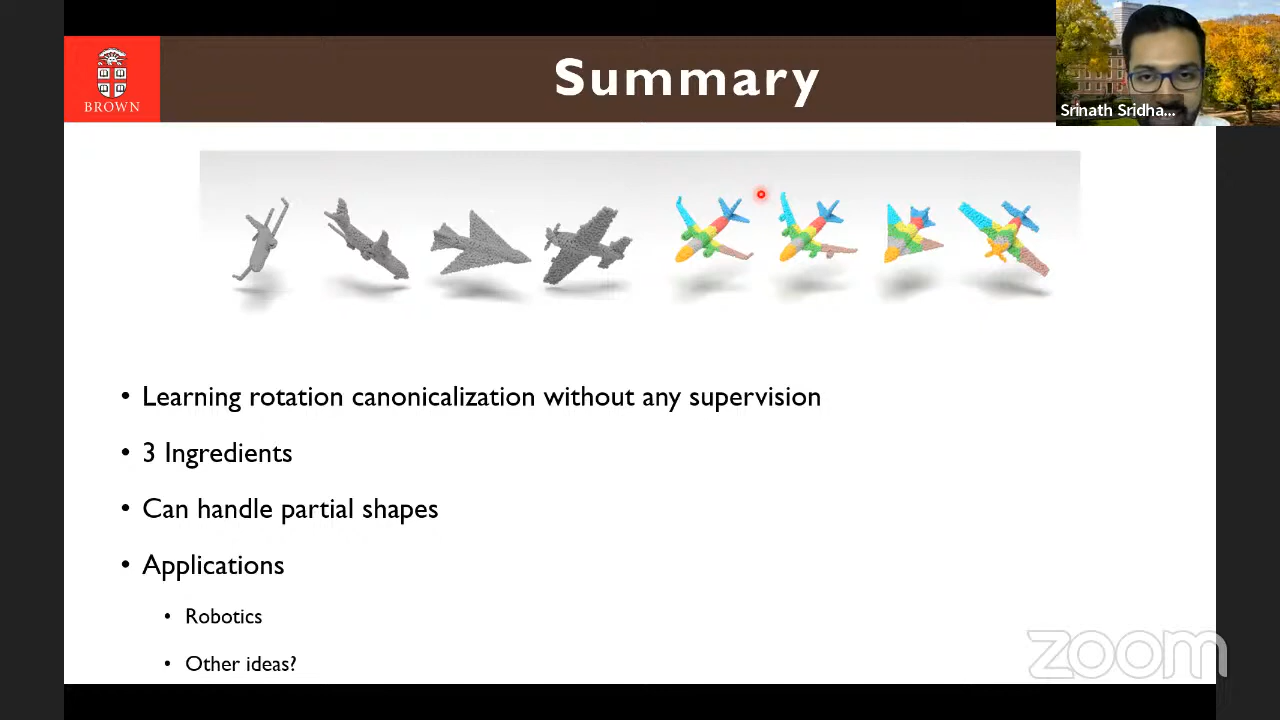 Summary
BROWN
Srinath Sridha...
• Learning rotation canonicalization without any supervision
• 3 Ingredients
• Can handle partial shapes
• Applications
• Robotics
• Other ideas?
zoom